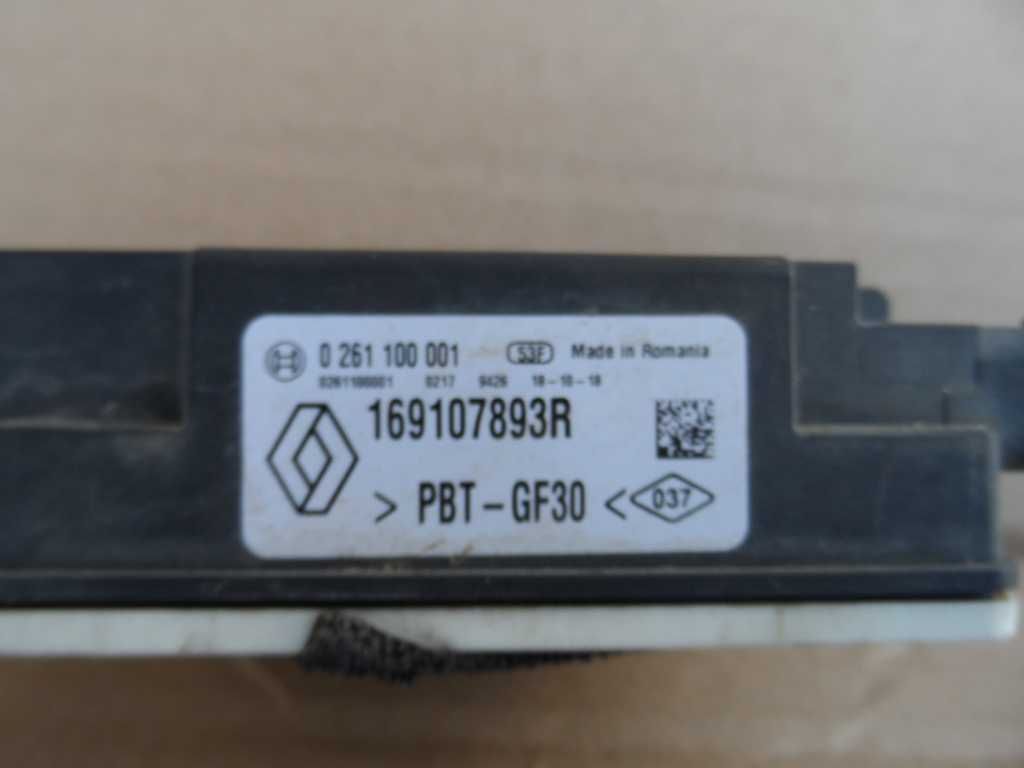 0 261 100 001 S3F Made in Romania
0261100001 0217 9426 18-10-18
169107893R
> PBT-GF30 < 037